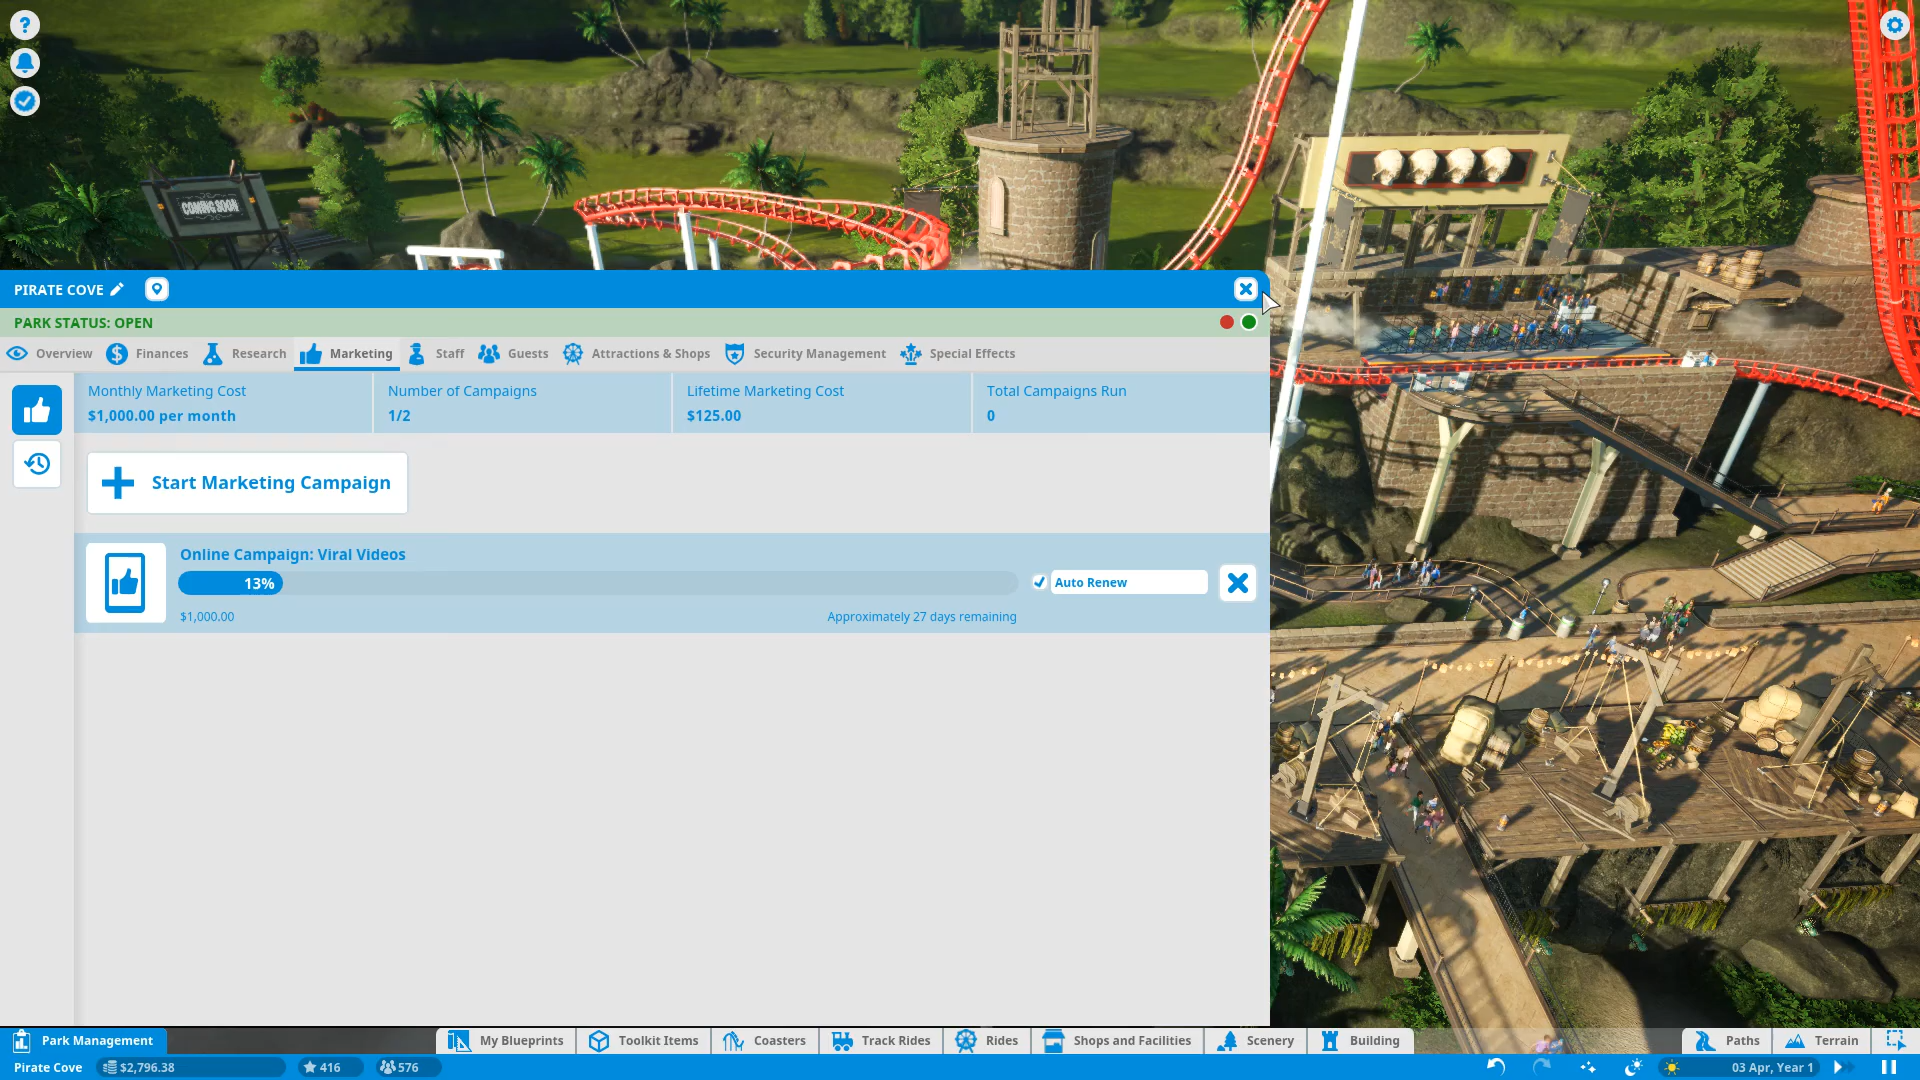 ?
COMING SOON
PIRATE COVE
PARK STATUS: OPEN
Overview
Finances
Research
Marketing
Staff
Guests
Attractions & Shops
Security Management
Special Effects
Monthly Marketing Cost
$1,000.00 per month
Number of Campaigns
1/2
Lifetime Marketing Cost
$125.00
Total Campaigns Run
0
Start Marketing Campaign
Online Campaign: Viral Videos
13%
Auto Renew
$1,000.00
Approximately 27 days remaining
Park Management
My Blueprints
Toolkit Items
Coasters
Track Rides
Rides
Shops and Facilities
Scenery
Building
Paths
Terrain
Pirate Cove
$2,796.38
416
576
03 Apr, Year 1